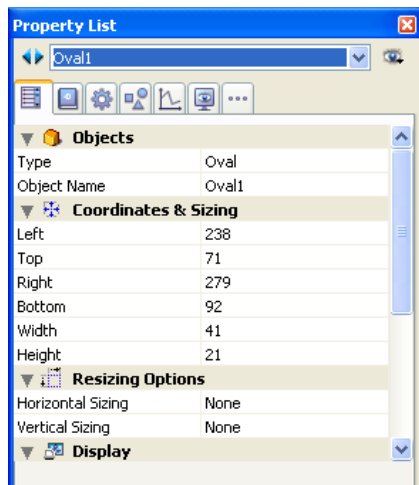 Property List
Oval1
Objects
Type Oval
Object Name Oval1
Coordinates & Sizing
Left 238
Top 71
Right 279
Bottom 92
Width 41
Height 21
Resizing Options
Horizontal Sizing None
Vertical Sizing None
Display